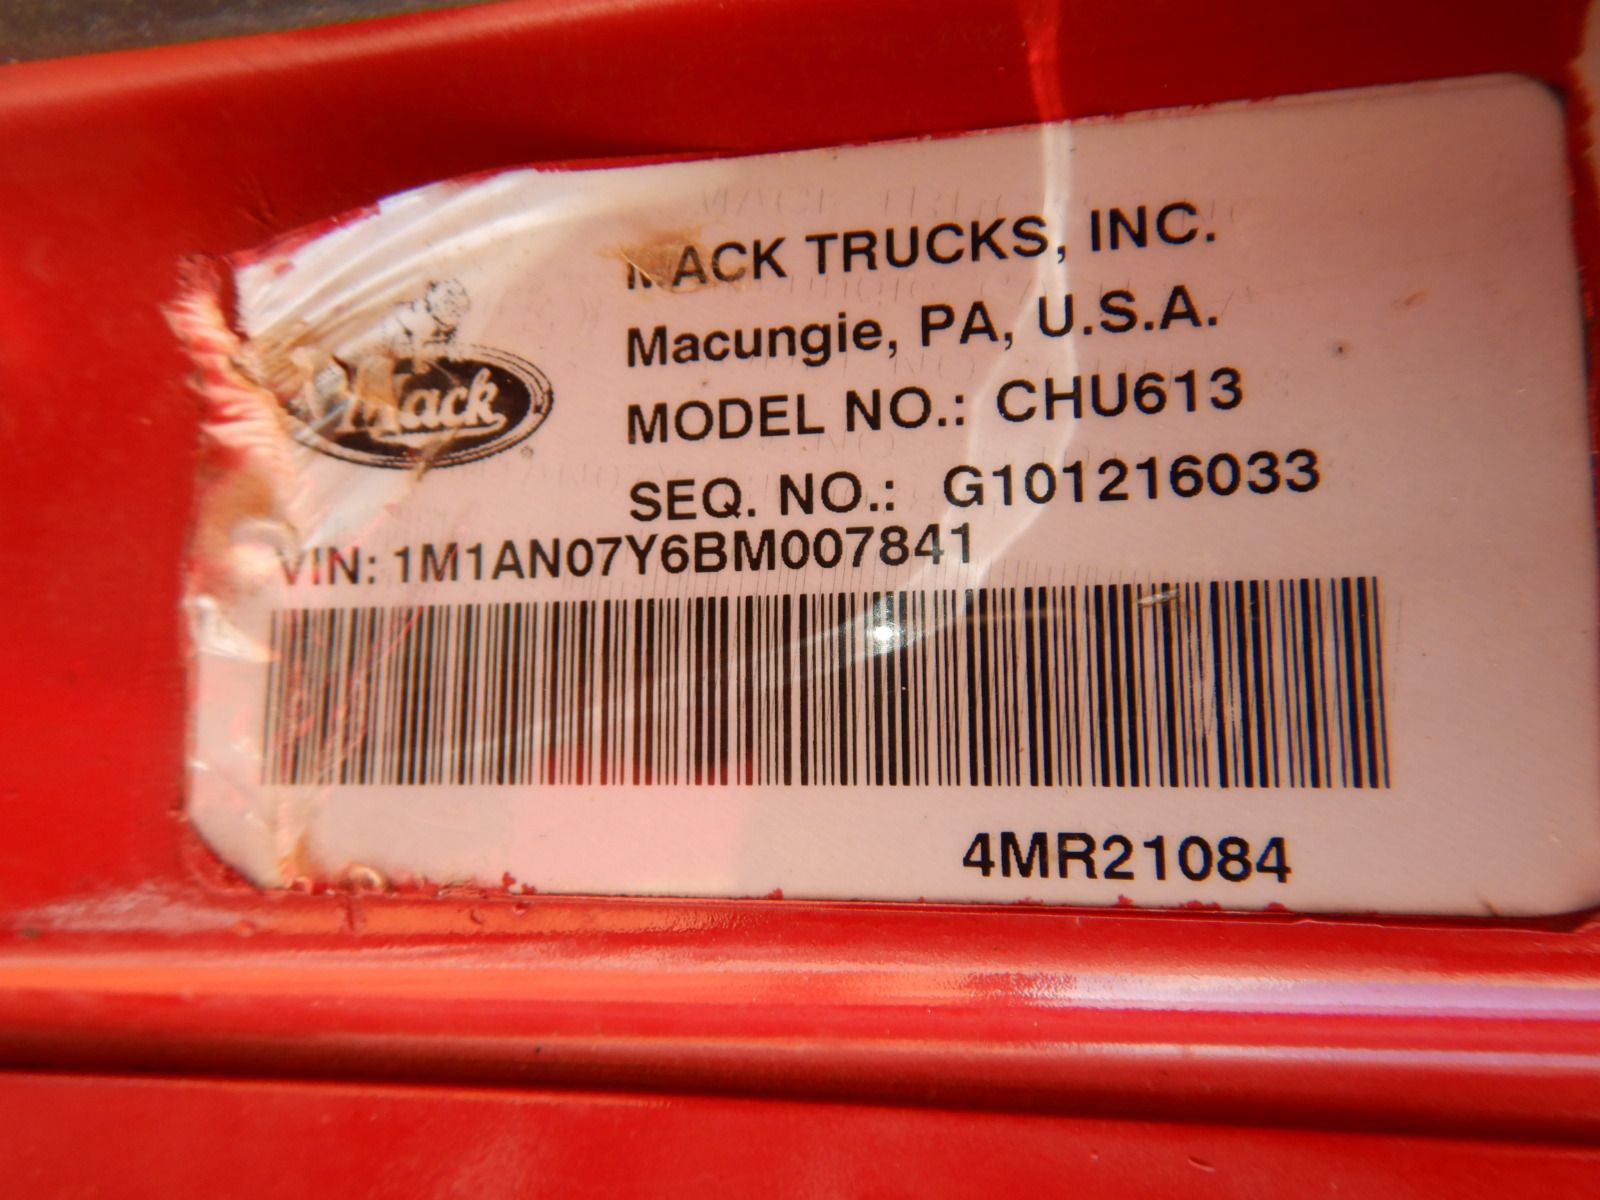 MACK TRUCKS, INC.
Macungie, PA, U.S.A.
Mack
MODEL NO.: CHU613
SEQ. NO.: G101216033
VIN: 1M1AN07Y6BM007841
4MR21084